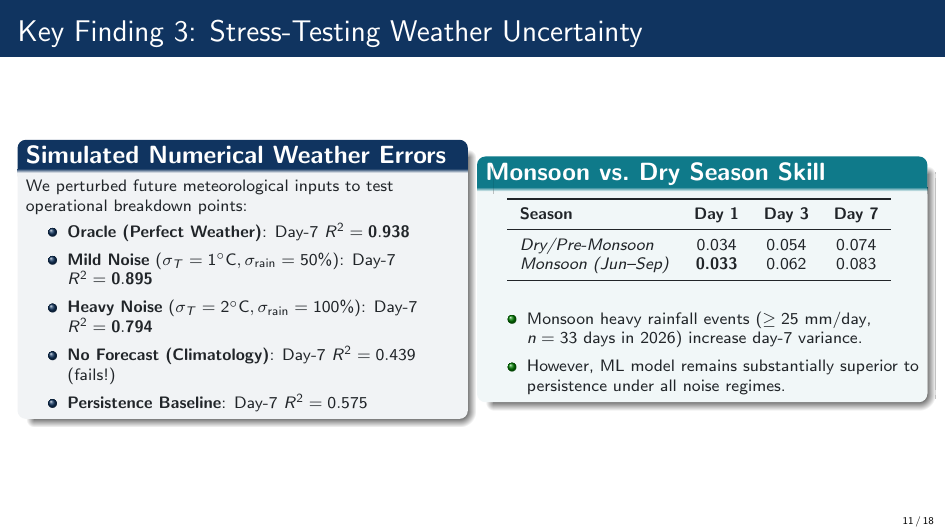 Key Finding 3: Stress-Testing Weather Uncertainty
Simulated Numerical Weather Errors
We perturbed future meteorological inputs to test
operational breakdown points:
Oracle (Perfect Weather): Day-7 R² = 0.938
Mild Noise (σ_T = 1°C, σ_rain = 50%): Day-7
R² = 0.895
Heavy Noise (σ_T = 2°C, σ_rain = 100%): Day-7
R² = 0.794
No Forecast (Climatology): Day-7 R² = 0.439
(fails!)
Persistence Baseline: Day-7 R² = 0.575
Monsoon vs. Dry Season Skill
Season Day 1 Day 3 Day 7
Dry/Pre-Monsoon 0.034 0.054 0.074
Monsoon (Jun–Sep) 0.033 0.062 0.083
Monsoon heavy rainfall events (≥ 25 mm/day,
n = 33 days in 2026) increase day-7 variance.
However, ML model remains substantially superior to
persistence under all noise regimes.
11 / 18